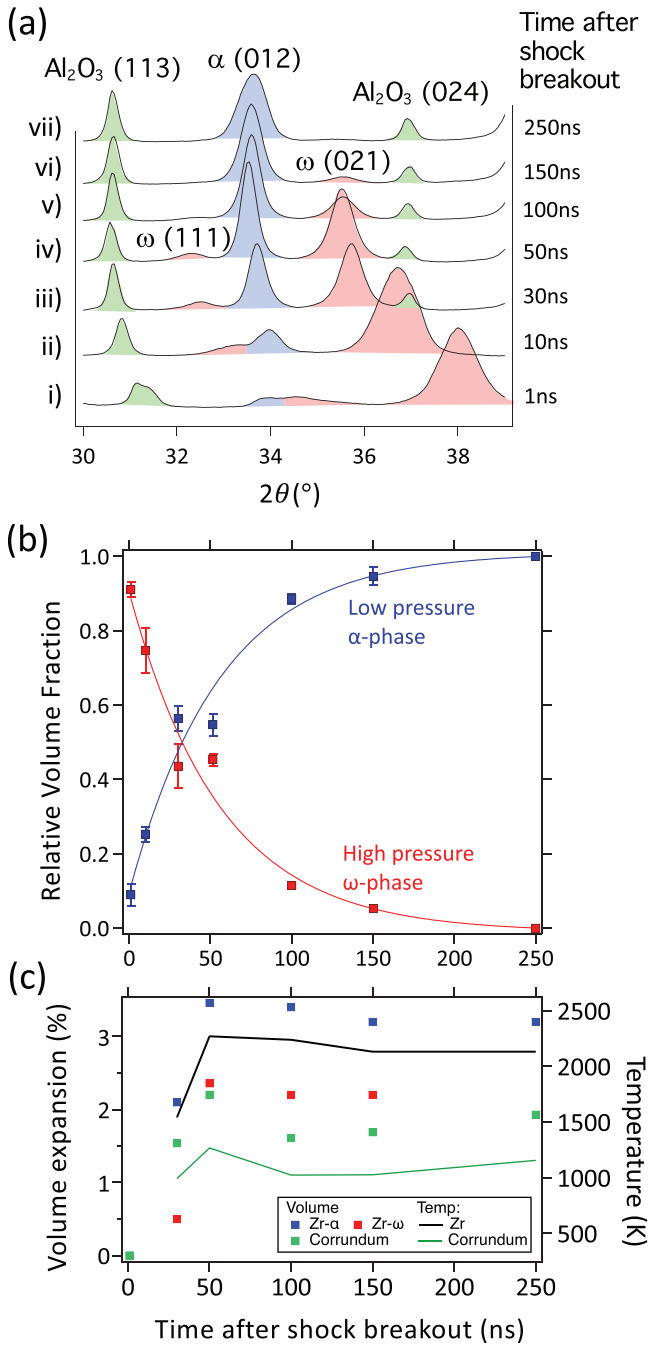 (a)
Time after
shock
breakout
Al₂O₃ (113)
α (012)
Al₂O₃ (024)
ω (021)
ω (111)
vii) 250ns
vi) 150ns
v) 100ns
iv) 50ns
iii) 30ns
ii) 10ns
i) 1ns
30 32 34 36 38
2θ(°)
(b)
1.0
0.8
0.6
0.4
0.2
0.0
Relative Volume Fraction
Low pressure
α-phase
High pressure
ω-phase
0 50 100 150 200 250
(c)
3
2
1
0
Volume expansion (%)
2500
2000
1500
1000
500
Temperature (K)
Volume Temp:
Zr-α Zr-ω Zr
Corrundum Corrundum
0 50 100 150 200 250
Time after shock breakout (ns)